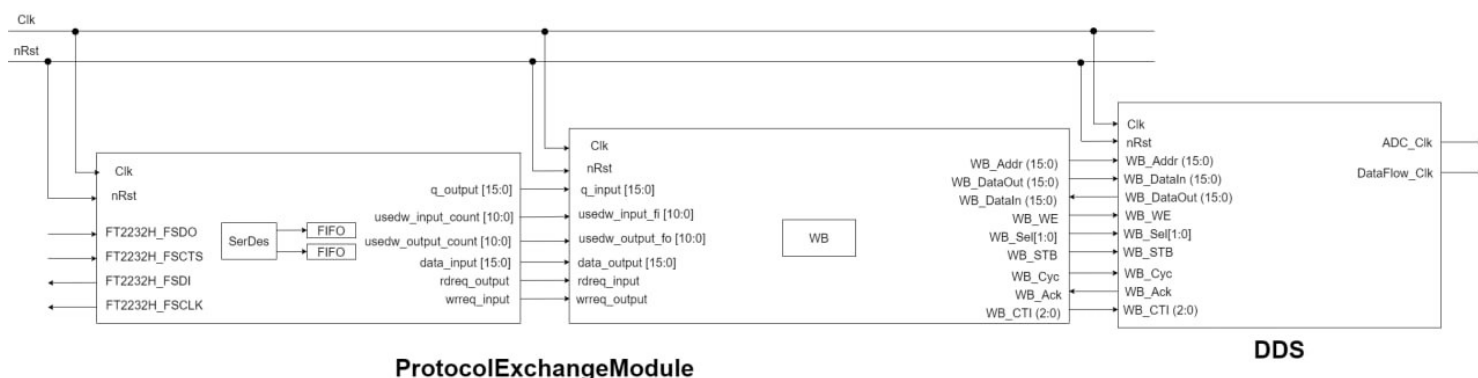 Clk
nRst
Clk
nRst
FT2232H_FSDO
FT2232H_FSCTS
FT2232H_FSDI
FT2232H_FSCLK
SerDes
FIFO
FIFO
q_output [15:0]
usedw_input_count [10:0]
usedw_output_count [10:0]
data_input [15:0]
rdreq_output
wrreq_input
Clk
nRst
q_input [15:0]
usedw_input_fi [10:0]
usedw_output_fo [10:0]
data_output [15:0]
rdreq_input
wrreq_output
WB
WB_Addr (15:0)
WB_DataOut (15:0)
WB_DataIn (15:0)
WB_WE
WB_Sel[1:0]
WB_STB
WB_Cyc
WB_Ack
WB_CTI (2:0)
Clk
nRst
WB_Addr (15:0)
WB_DataIn (15:0)
WB_DataOut (15:0)
WB_WE
WB_Sel[1:0]
WB_STB
WB_Cyc
WB_Ack
WB_CTI (2:0)
ADC_Clk
DataFlow_Clk
DDS
ProtocolExchangeModule